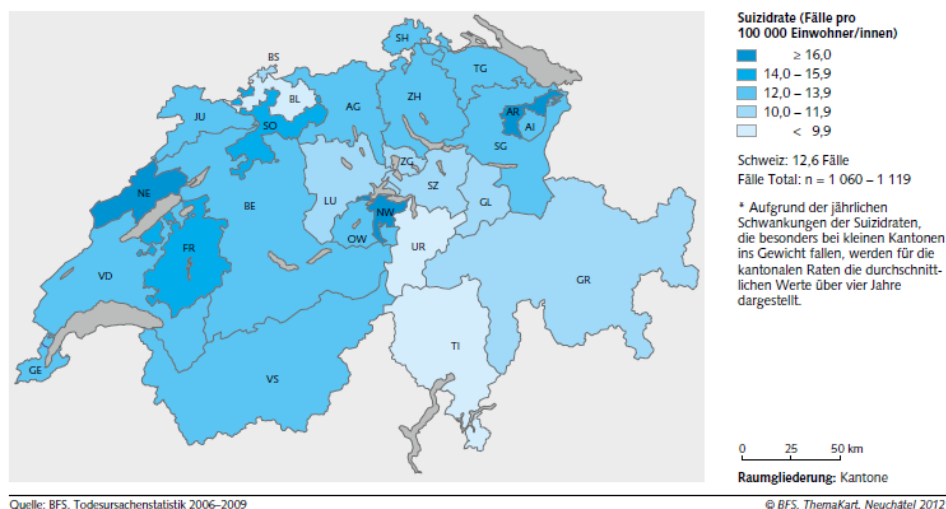 SH
BS
TG
BL
AG
ZH
JU
AR
SO
AI
SG
ZG
NE
BE
LU
SZ
GL
NW
OW
FR
UR
VD
GR
TI
GE
VS
Suizidrate (Fälle pro
100 000 Einwohner/innen)
≥ 16,0
14,0 – 15,9
12,0 – 13,9
10,0 – 11,9
< 9,9
Schweiz: 12,6 Fälle
Fälle Total: n = 1 060 – 1 119
* Aufgrund der jährlichen
Schwankungen der Suizidraten,
die besonders bei kleinen Kantonen
ins Gewicht fallen, werden für die
kantonalen Raten die durchschnitt-
lichen Werte über vier Jahre
dargestellt.
0 25 50 km
Raumgliederung: Kantone
Quelle: BFS, Todesursachenstatistik 2006–2009
© BFS, ThemaKart, Neuchâtel 2012